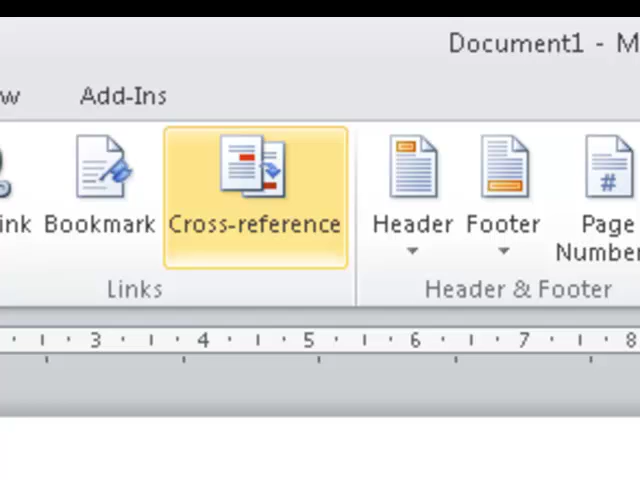 Document1 - M
w Add-Ins
ink Bookmark Cross-reference Header Footer Page
Number
Links Header & Footer
3 4 5 6 7 8